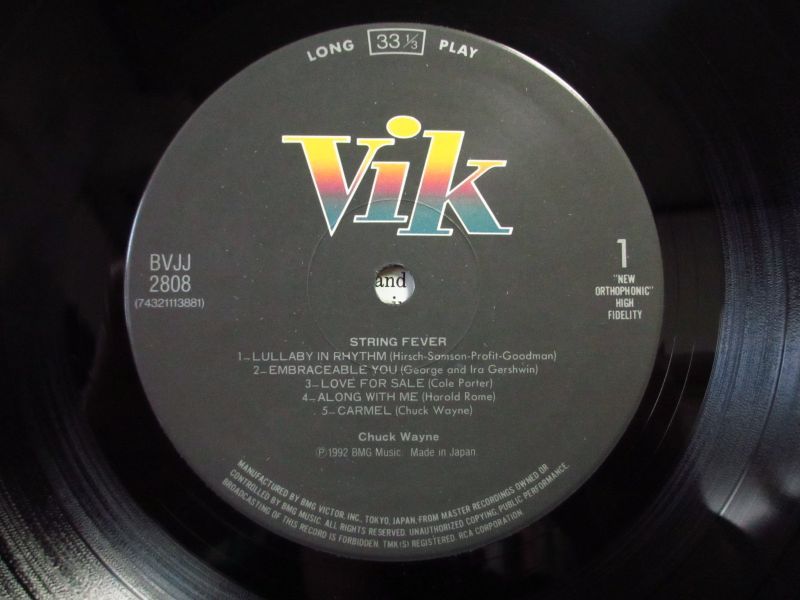 LONG 33 1/3 PLAY
Vik
BVJJ
2808
(74321113881)
1
"NEW
ORTHOPHONIC"
HIGH
FIDELITY
and
STRING FEVER
1—LULLABY IN RHYTHM (Hirsch-Samson-Profit-Goodman)
2—EMBRACEABLE YOU (George and Ira Gershwin)
3—LOVE FOR SALE (Cole Porter)
4—ALONG WITH ME (Harold Rome)
5—CARMEL (Chuck Wayne)
Chuck Wayne
Ⓟ1992 BMG Music. Made in Japan.
MANUFACTURED BY BMG VICTOR, INC., TOKYO, JAPAN, FROM MASTER RECORDINGS OWNED OR
CONTROLLED BY BMG MUSIC. ALL RIGHTS RESERVED. UNAUTHORIZED COPYING, PUBLIC PERFORMANCE,
BROADCASTING OF THIS RECORD IS FORBIDDEN. TMK(S) REGISTERED. RCA CORPORATION.